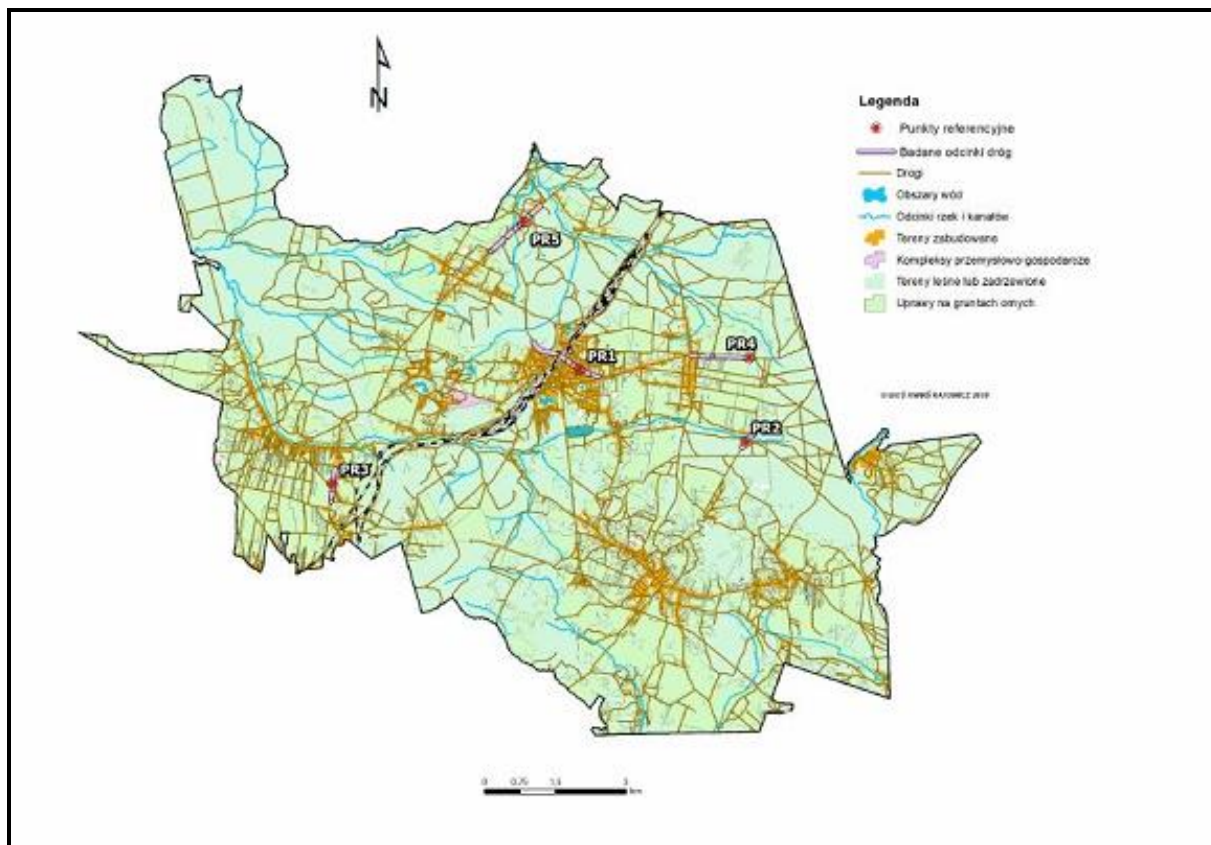 N
Legenda
Punkty referencyjne
Badane odcinki dróg
Drogi
Obszary wód
Odcinki rzek i kanałów
Tereny zabudowane
Kompleksy przemysłowo-gospodarcze
Tereny leśne lub zadrzewione
Uprawy na gruntach ornych
PR5
PR1
PR4
PR2
PR3
0 0.75 1.5 3
km